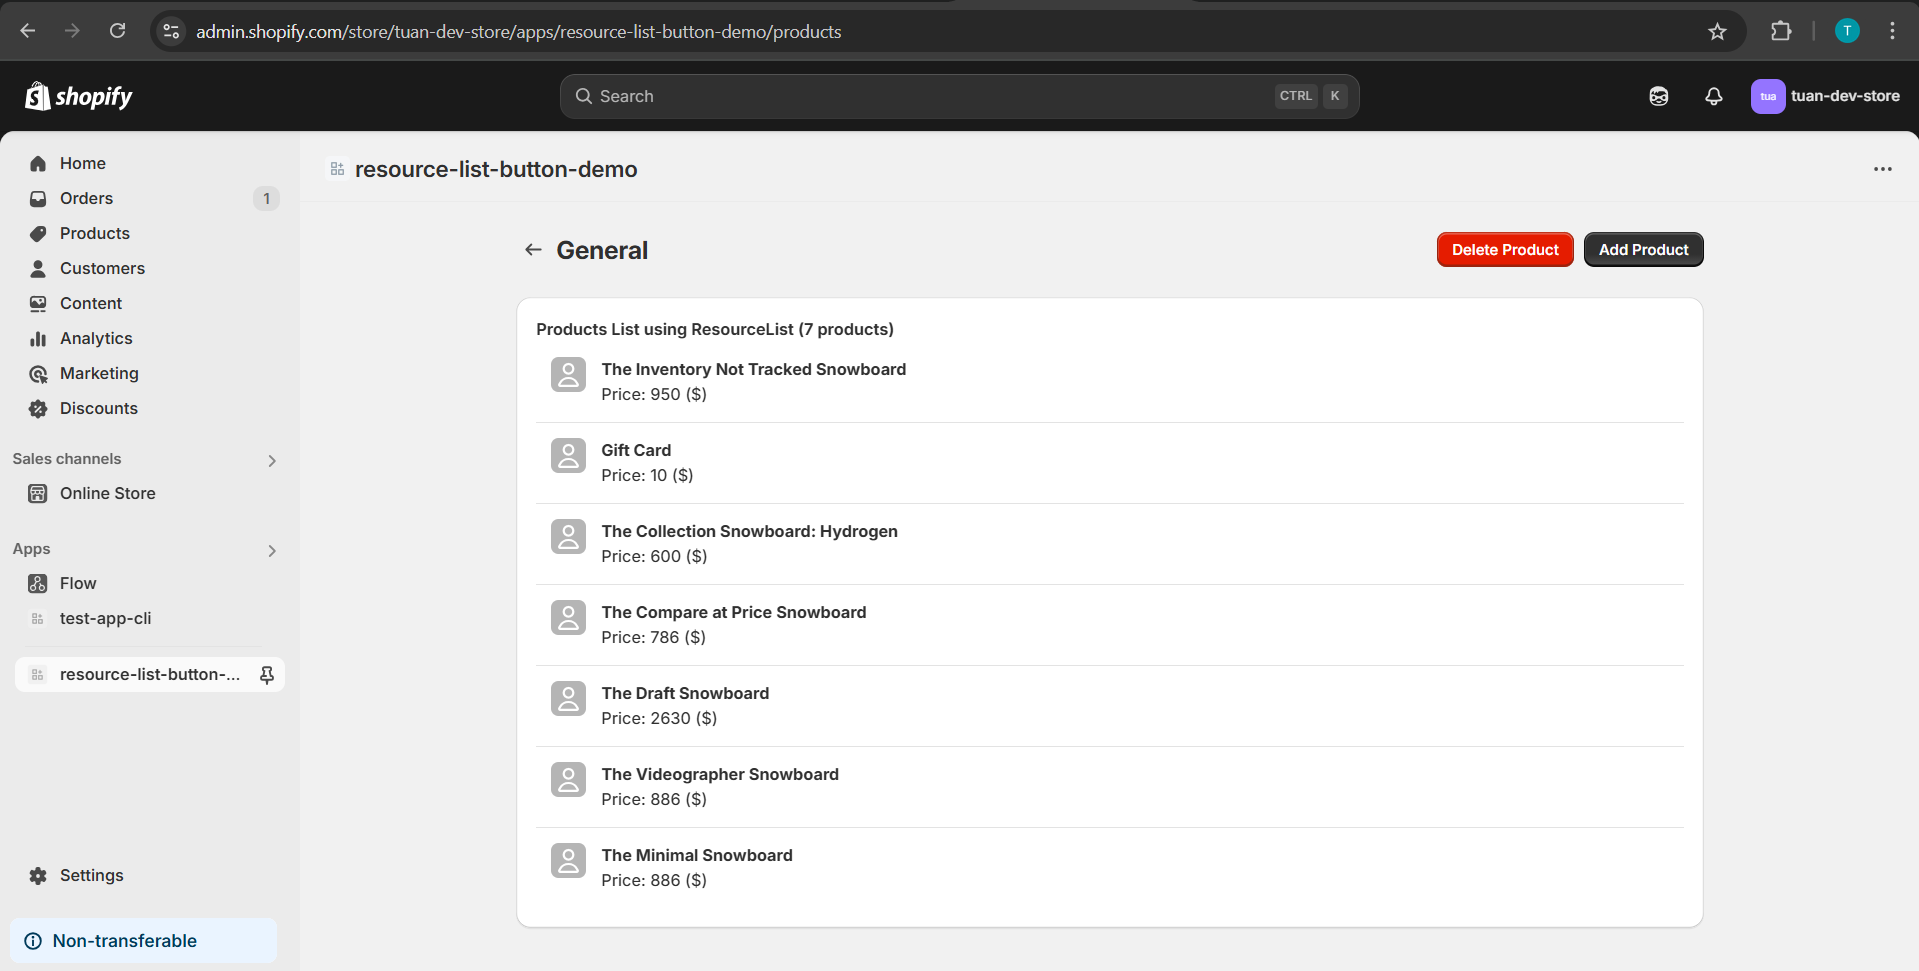 admin.shopify.com/store/tuan-dev-store/apps/resource-list-button-demo/products
T
shopify
Search
CTRL K
tua
tuan-dev-store
Home
Orders 1
Products
Customers
Content
Analytics
Marketing
Discounts
Sales channels
Online Store
Apps
Flow
test-app-cli
resource-list-button-...
Settings
Non-transferable
resource-list-button-demo
General
Delete Product
Add Product
Products List using ResourceList (7 products)
The Inventory Not Tracked Snowboard
Price: 950 ($)
Gift Card
Price: 10 ($)
The Collection Snowboard: Hydrogen
Price: 600 ($)
The Compare at Price Snowboard
Price: 786 ($)
The Draft Snowboard
Price: 2630 ($)
The Videographer Snowboard
Price: 886 ($)
The Minimal Snowboard
Price: 886 ($)